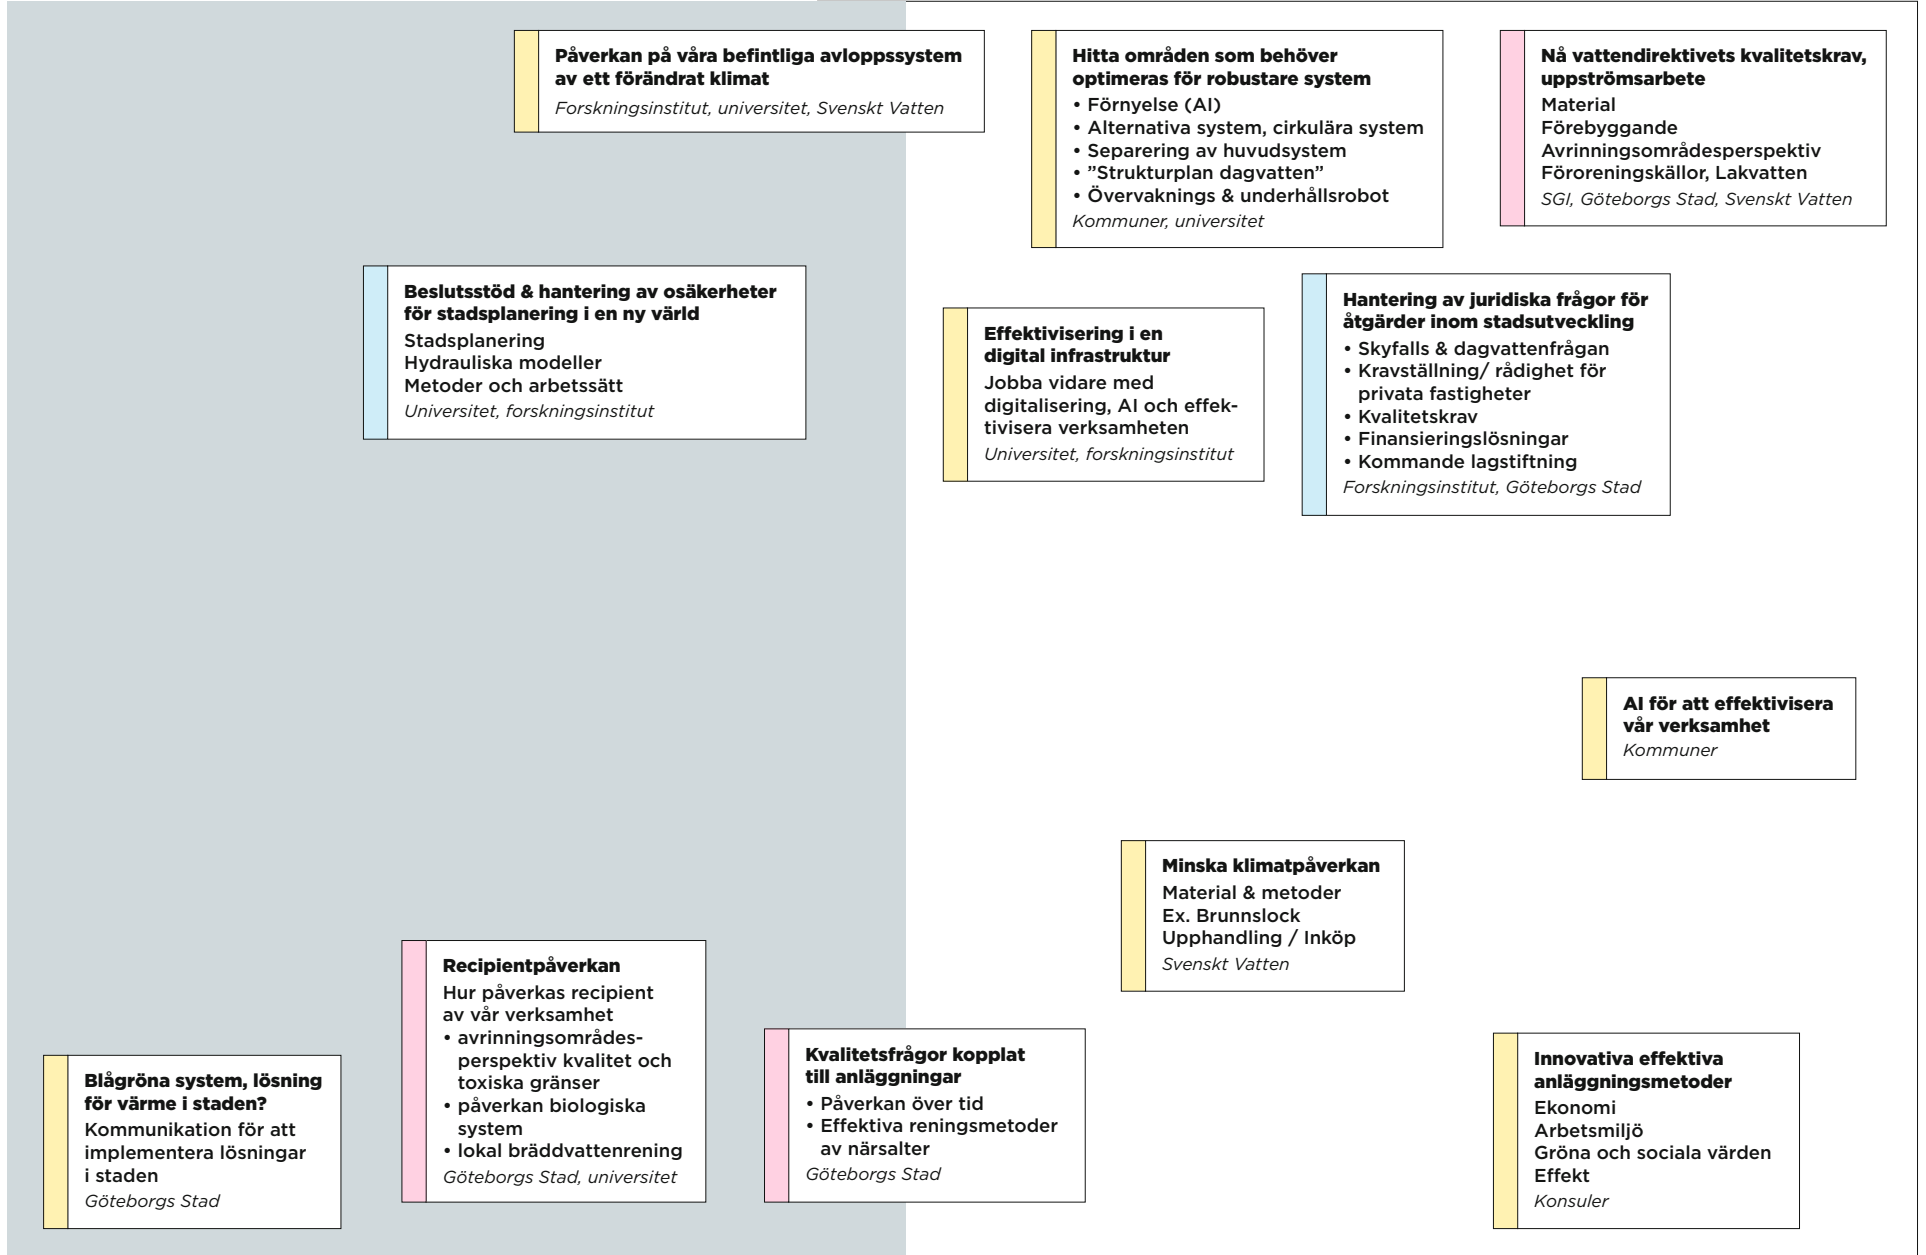 Påverkan på våra befintliga avloppssystem
av ett förändrat klimat
Forskningsinstitut, universitet, Svenskt Vatten
Hitta områden som behöver
optimeras för robustare system
• Förnyelse (AI)
• Alternativa system, cirkulära system
• Separering av huvudsystem
• ”Strukturplan dagvatten”
• Övervaknings & underhållsrobot
Kommuner, universitet
Nå vattendirektivets kvalitetskrav,
uppströmsarbete
Material
Förebyggande
Avrinningsområdesperspektiv
Föroreningskällor, Lakvatten
SGI, Göteborgs Stad, Svenskt Vatten
Beslutsstöd & hantering av osäkerheter
för stadsplanering i en ny värld
Stadsplanering
Hydrauliska modeller
Metoder och arbetssätt
Universitet, forskningsinstitut
Effektivisering i en
digital infrastruktur
Jobba vidare med
digitalisering, AI och effek-
tivisera verksamheten
Universitet, forskningsinstitut
Hantering av juridiska frågor för
åtgärder inom stadsutveckling
• Skyfalls & dagvattenfrågan
• Kravställning/ rådighet för
privata fastigheter
• Kvalitetskrav
• Finansieringslösningar
• Kommande lagstiftning
Forskningsinstitut, Göteborgs Stad
AI för att effektivisera
vår verksamhet
Kommuner
Minska klimatpåverkan
Material & metoder
Ex. Brunnslock
Upphandling / Inköp
Svenskt Vatten
Recipientpåverkan
Hur påverkas recipient
av vår verksamhet
• avrinningsområdes-
perspektiv kvalitet och
toxiska gränser
• påverkan biologiska
system
• lokal bräddvattenrening
Göteborgs Stad, universitet
Kvalitetsfrågor kopplat
till anläggningar
• Påverkan över tid
• Effektiva reningsmetoder
av närsalter
Göteborgs Stad
Blågröna system, lösning
för värme i staden?
Kommunikation för att
implementera lösningar
i staden
Göteborgs Stad
Innovativa effektiva
anläggningsmetoder
Ekonomi
Arbetsmiljö
Gröna och sociala värden
Effekt
Konsuler